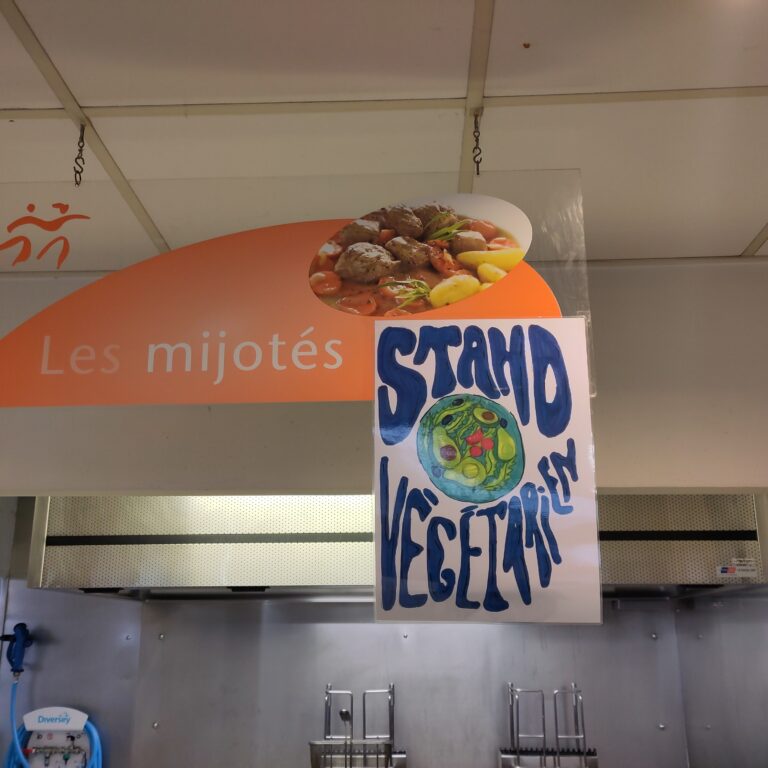 Les mijotés
STAND
VÉGÉTARIEN
Diversey